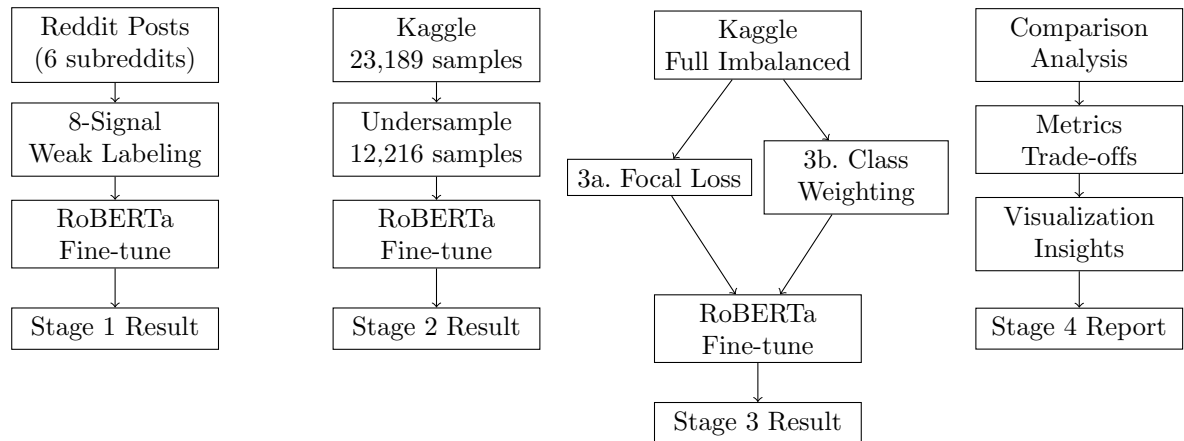 Reddit Posts
(6 subreddits)
8-Signal
Weak Labeling
RoBERTa
Fine-tune
Stage 1 Result
Kaggle
23,189 samples
Undersample
12,216 samples
RoBERTa
Fine-tune
Stage 2 Result
Kaggle
Full Imbalanced
3a. Focal Loss
3b. Class
Weighting
RoBERTa
Fine-tune
Stage 3 Result
Comparison
Analysis
Metrics
Trade-offs
Visualization
Insights
Stage 4 Report